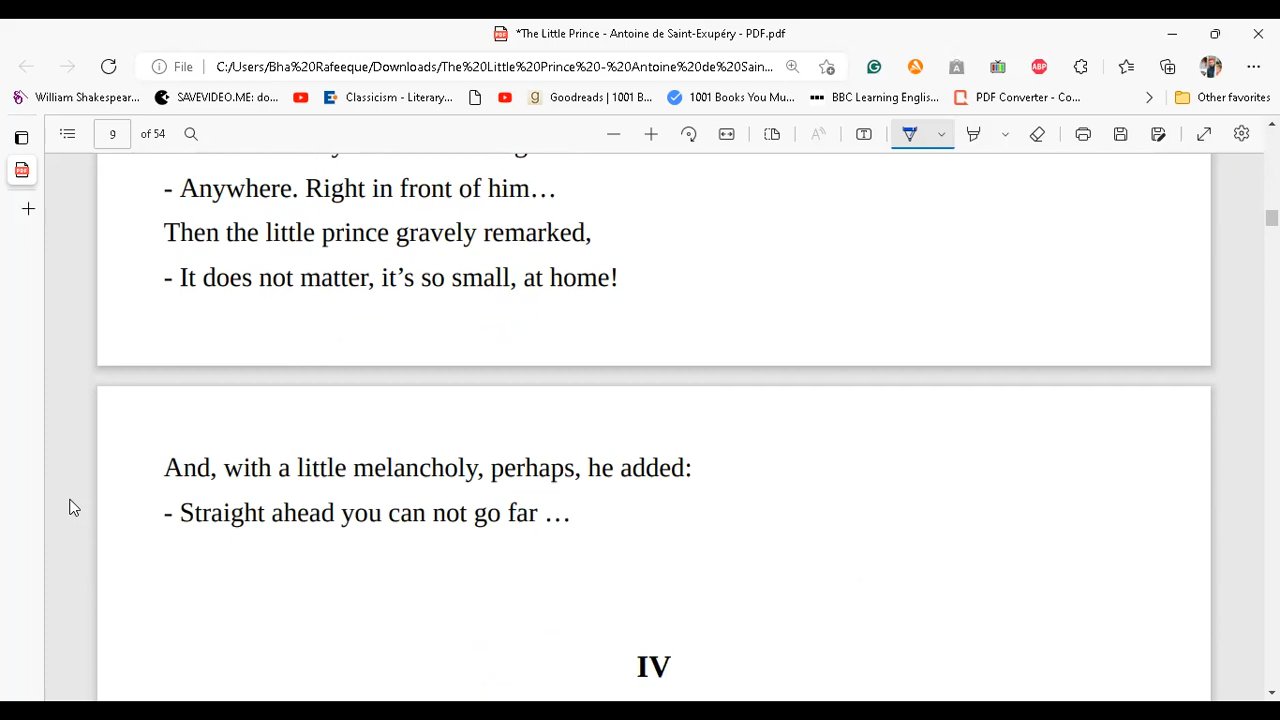 *The Little Prince - Antoine de Saint-Exupéry - PDF.pdf
File C:/Users/Bha%20Rafeeque/Downloads/The%20Little%20Prince%20-%20Antoine%20de%20Sain...
William Shakespear... SAVEVIDEO.ME: do... Classicism - Literary... Goodreads | 1001 B... 1001 Books You Mu... BBC Learning Englis... PDF Converter - Co... Other favorites
9 of 54
- Anywhere. Right in front of him…
Then the little prince gravely remarked,
- It does not matter, it’s so small, at home!
And, with a little melancholy, perhaps, he added:
- Straight ahead you can not go far …
IV